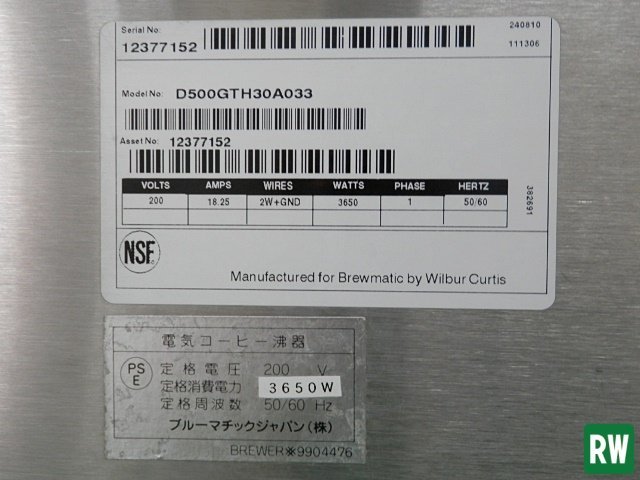 Serial No: 12377152 240810
111306
Model No: D500GTH30A033
Asset No: 12377152
VOLTS AMPS WIRES WATTS PHASE HERTZ
200 18.25 2W+GND 3650 1 50/60
382691
NSF
Manufactured for Brewmatic by Wilbur Curtis
電気コーヒー沸器
PS E
定格電圧 200 V
定格消費電力 3650W
定格周波数 50/60 Hz
ブルーマチックジャパン(株)
BREWER※9904476
RW